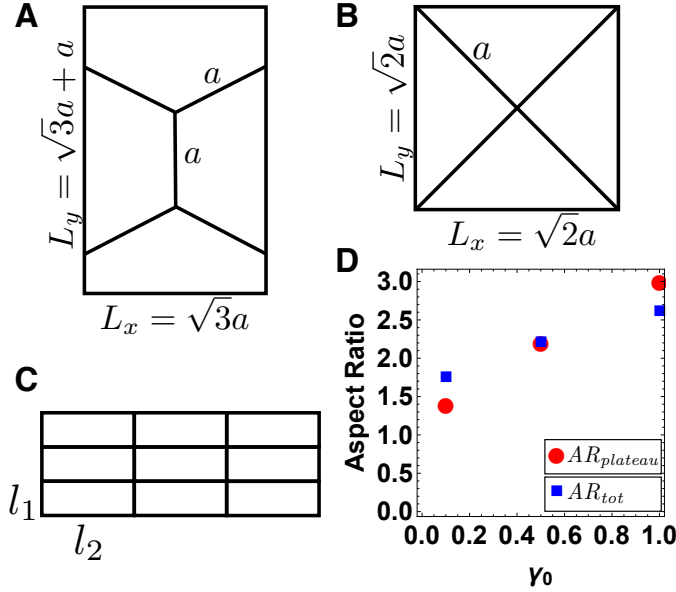 A
L_y = √3a + a
a
a
L_x = √3a
B
L_y = √2a
a
L_x = √2a
C
l_1
l_2
D
Aspect Ratio
3.0
2.5
2.0
1.5
1.0
0.5
0.0
AR_plateau
AR_tot
0.0 0.2 0.4 0.6 0.8 1.0
γ_0